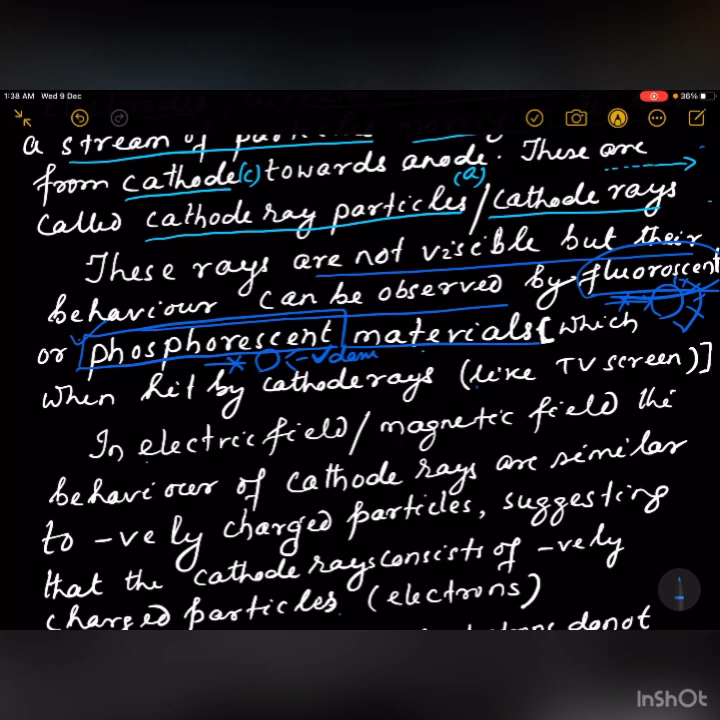 1:38 AM Wed 9 Dec
36%
a stream of particles
from cathode (c) towards anode. These are
(a)
called cathode ray particles / cathode rays
These rays are not visible but their
behaviour can be observed by fluoroscent
or phosphorescent materials [which
when hit by cathode rays (like TV screen)]
In electric field / magnetic field the
behaviour of cathode rays are similar
to -vely charged particles, suggesting
that the cathode rays consists of -vely
charged particles (electrons)
donot
InShOt